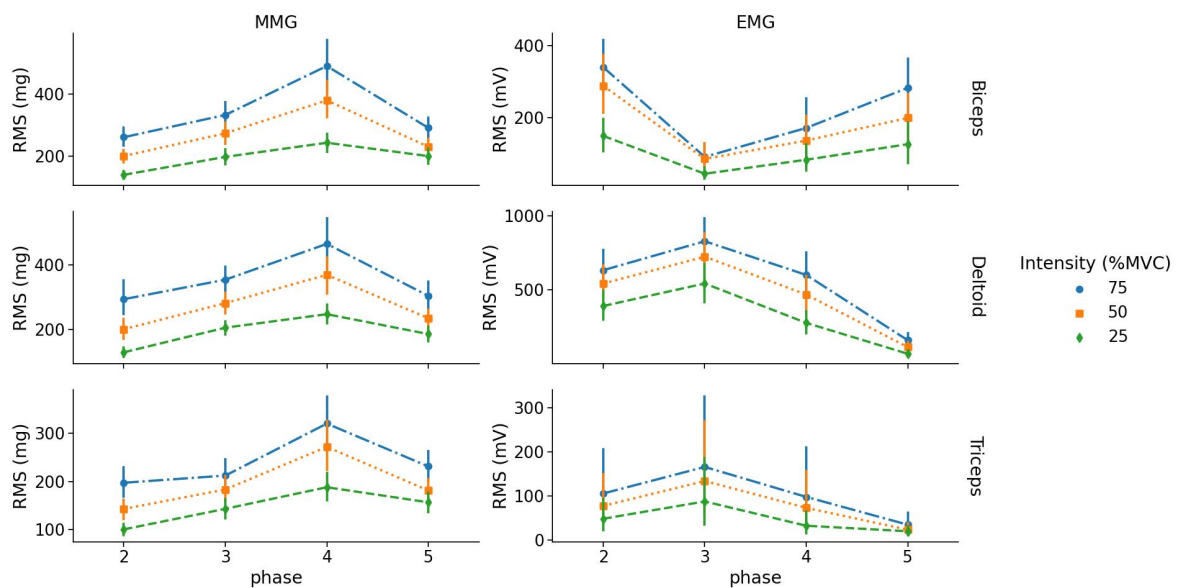 MMG
EMG
RMS (mg)
400
200
RMS (mV)
400
200
Biceps
RMS (mg)
400
200
RMS (mV)
1000
500
Deltoid
Intensity (%MVC)
75
50
25
RMS (mg)
300
200
100
2
3
4
5
phase
RMS (mV)
300
200
100
0
2
3
4
5
phase
Triceps